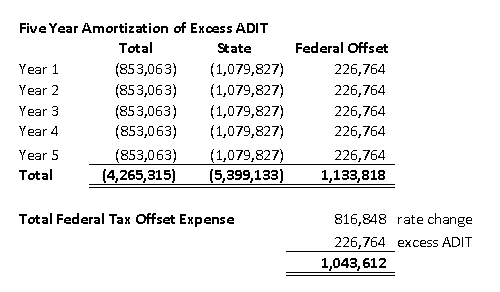 Five Year Amortization of Excess ADIT
Total State Federal Offset
Year 1 (853,063) (1,079,827) 226,764
Year 2 (853,063) (1,079,827) 226,764
Year 3 (853,063) (1,079,827) 226,764
Year 4 (853,063) (1,079,827) 226,764
Year 5 (853,063) (1,079,827) 226,764
Total (4,265,315) (5,399,133) 1,133,818
Total Federal Tax Offset Expense 816,848 rate change
226,764 excess ADIT
1,043,612